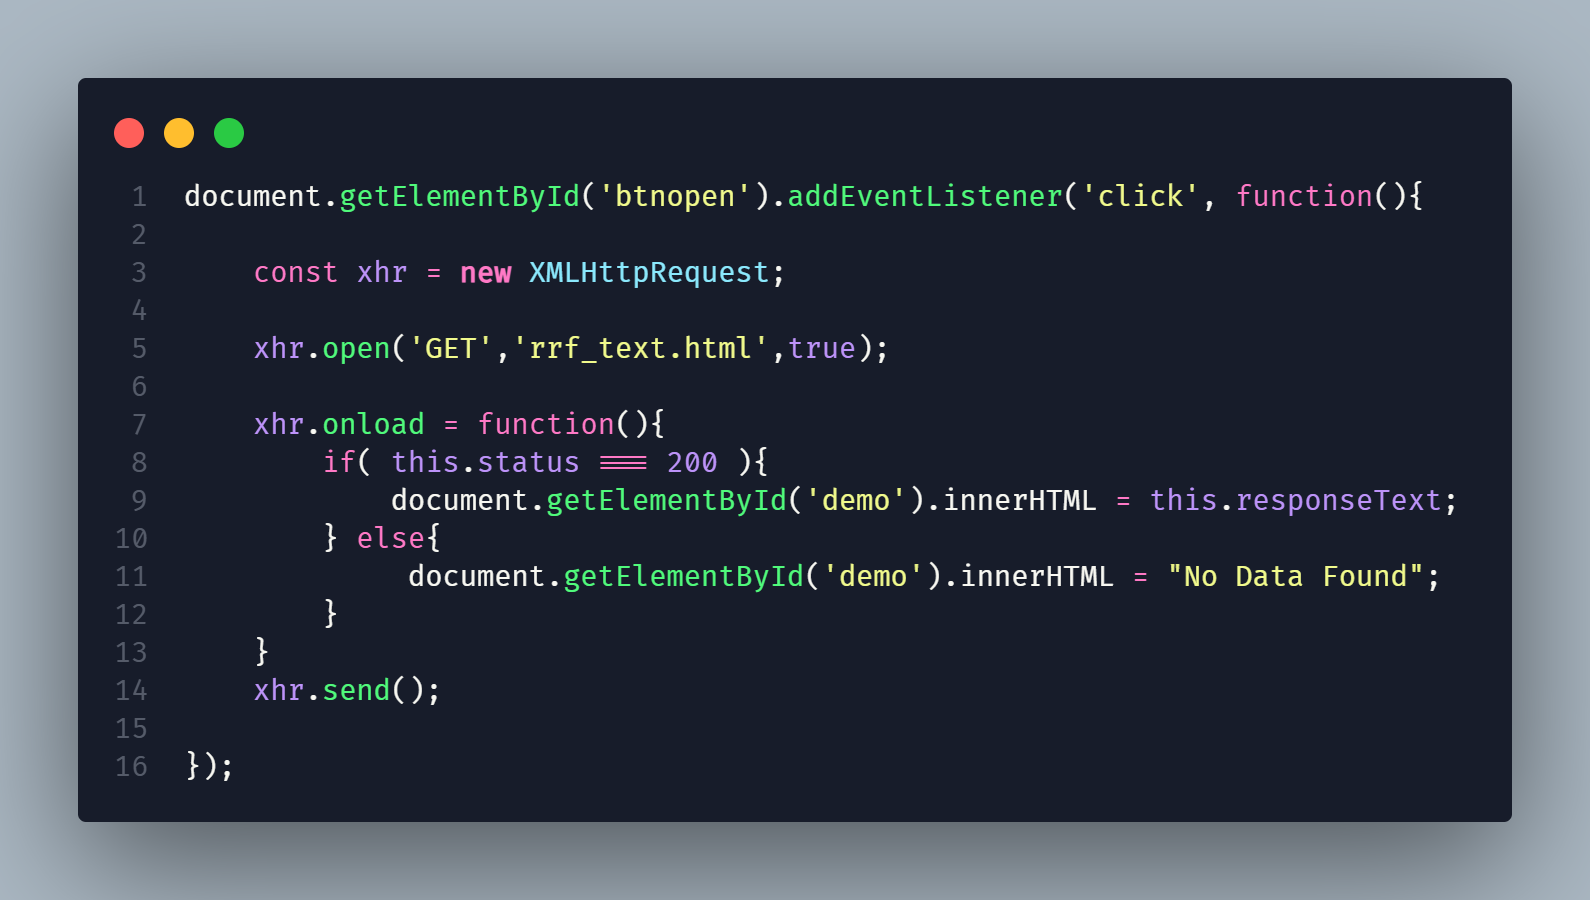 1 document.getElementById('btnopen').addEventListener('click', function(){
2
3     const xhr = new XMLHttpRequest;
4
5     xhr.open('GET','rrf_text.html',true);
6
7     xhr.onload = function(){
8         if( this.status === 200 ){
9             document.getElementById('demo').innerHTML = this.responseText;
10         } else{
11              document.getElementById('demo').innerHTML = "No Data Found";
12         }
13     }
14     xhr.send();
15
16 });